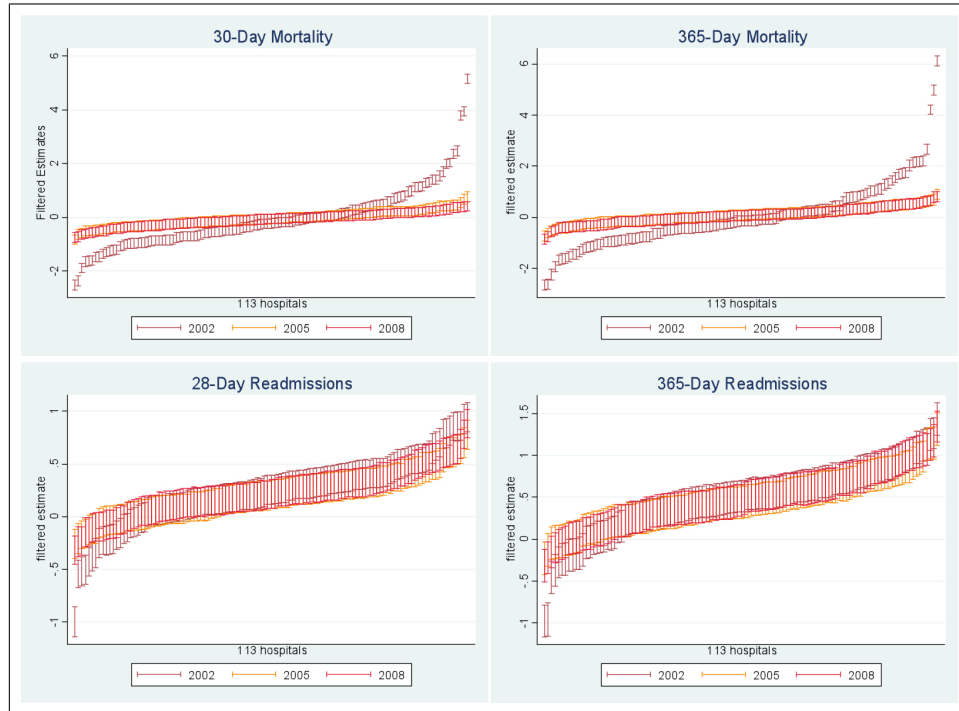 30-Day Mortality
Filtered Estimates
6
4
2
0
-2
113 hospitals
2002 2005 2008
365-Day Mortality
filtered estimate
6
4
2
0
-2
113 hospitals
2002 2005 2008
28-Day Readmissions
filtered estimate
1
.5
0
-.5
-1
113 hospitals
2002 2005 2008
365-Day Readmissions
filtered estimate
1.5
1
.5
0
-.5
-1
113 hospitals
2002 2005 2008